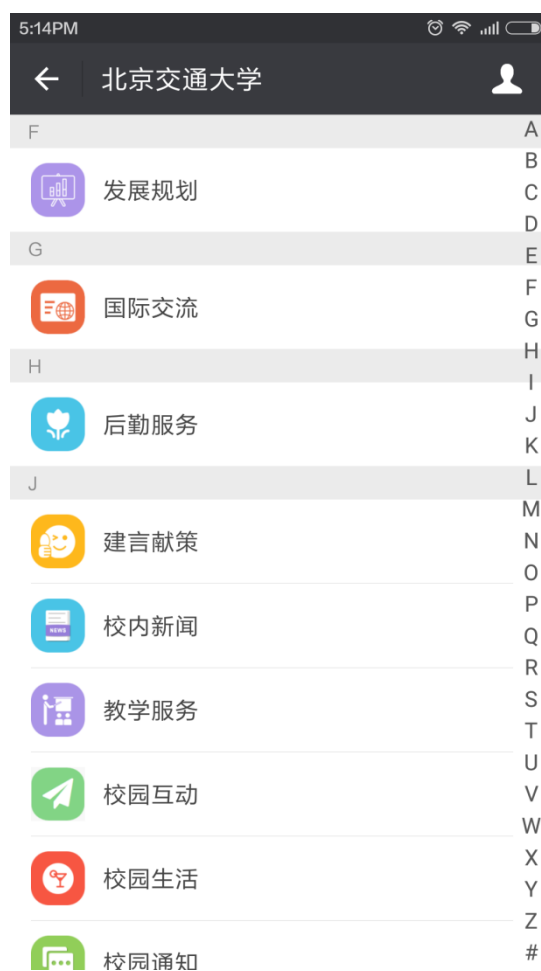 5:14PM
北京交通大学
F
发展规划
G
国际交流
H
后勤服务
J
建言献策
NEWS
校内新闻
教学服务
校园互动
校园生活
校园通知
A
B
C
D
E
F
G
H
I
J
K
L
M
N
O
P
Q
R
S
T
U
V
W
X
Y
Z
#